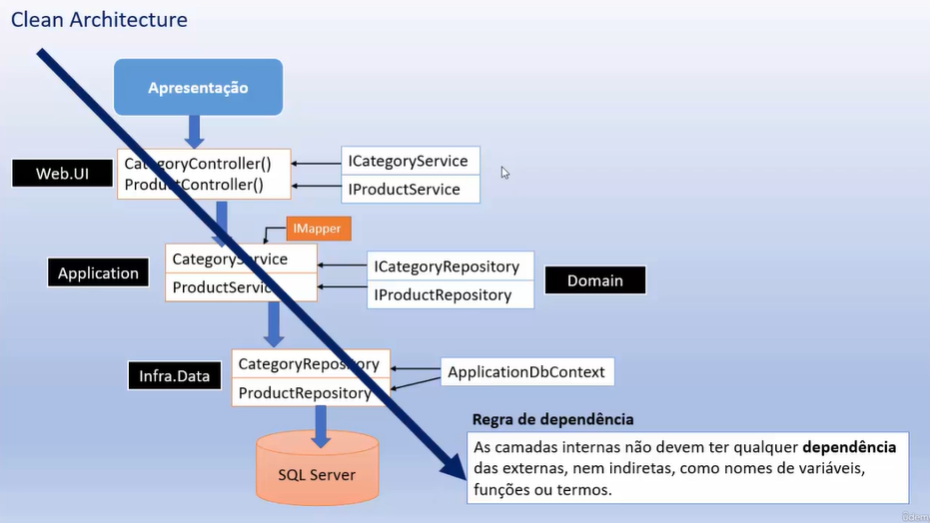 Clean Architecture
Apresentação
Web.UI
CategoryController()
ProductController()
ICategoryService
IProductService
IMapper
Application
CategoryService
ProductService
ICategoryRepository
IProductRepository
Domain
Infra.Data
CategoryRepository
ProductRepository
ApplicationDbContext
SQL Server
Regra de dependência
As camadas internas não devem ter qualquer dependência
das externas, nem indiretas, como nomes de variáveis,
funções ou termos.